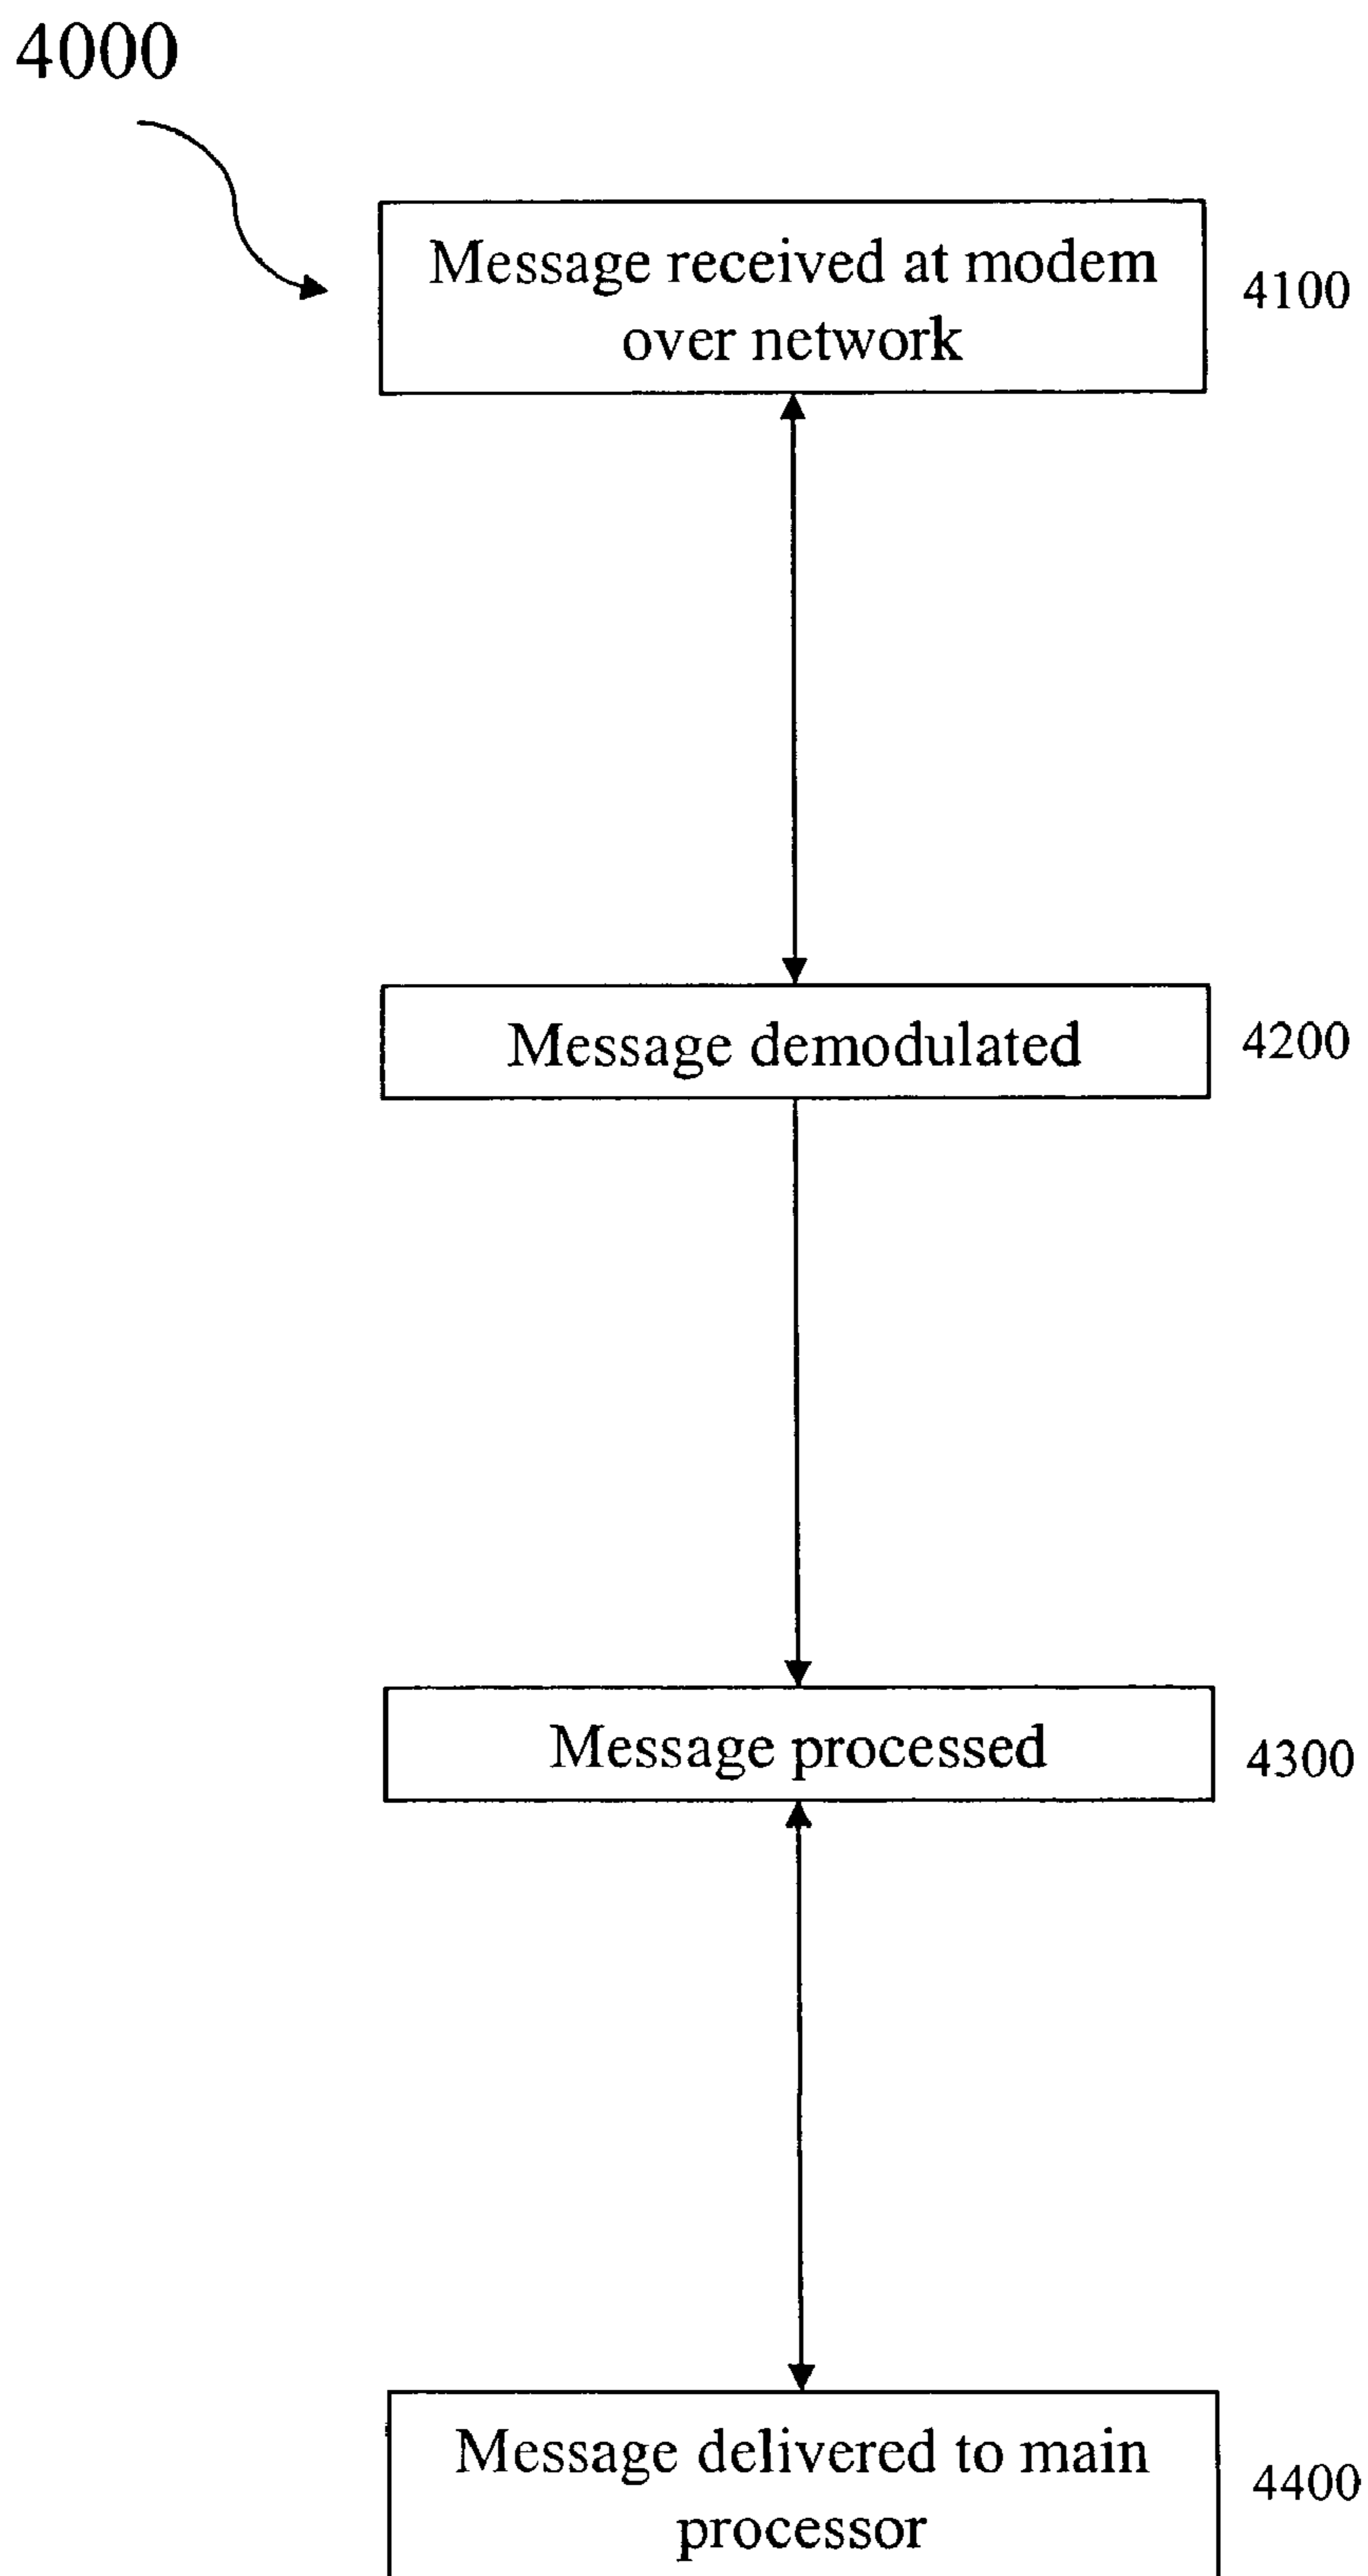 4000
Message received at modem
over network
4100
Message demodulated
4200
Message processed
4300
Message delivered to main
processor
4400